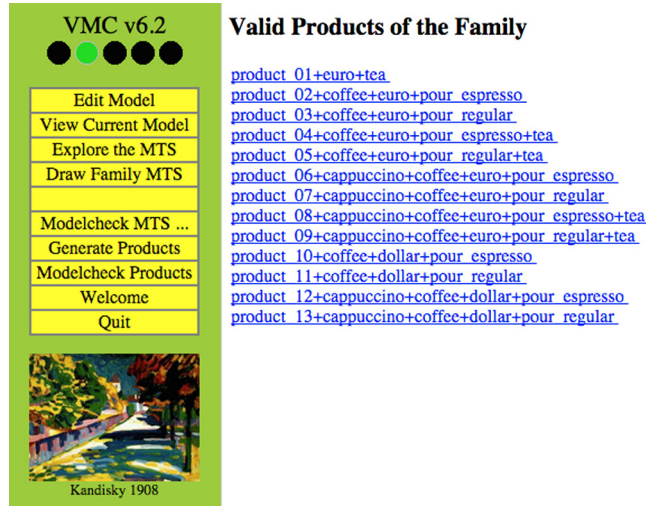 VMC v6.2
Edit Model
View Current Model
Explore the MTS
Draw Family MTS
Modelcheck MTS ...
Generate Products
Modelcheck Products
Welcome
Quit
Kandisky 1908
Valid Products of the Family
product_01+euro+tea
product_02+coffee+euro+pour_espresso
product_03+coffee+euro+pour_regular
product_04+coffee+euro+pour_espresso+tea
product_05+coffee+euro+pour_regular+tea
product_06+cappuccino+coffee+euro+pour_espresso
product_07+cappuccino+coffee+euro+pour_regular
product_08+cappuccino+coffee+euro+pour_espresso+tea
product_09+cappuccino+coffee+euro+pour_regular+tea
product_10+coffee+dollar+pour_espresso
product_11+coffee+dollar+pour_regular
product_12+cappuccino+coffee+dollar+pour_espresso
product_13+cappuccino+coffee+dollar+pour_regular